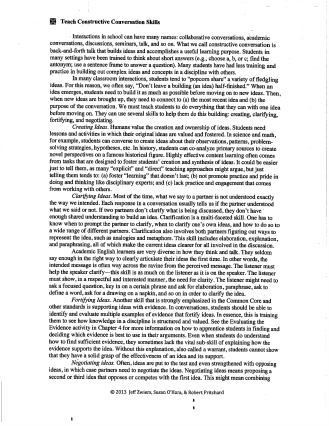 Teach Constructive Conversation Skills
Interactions in school can have many names: collaborative conversations, academic
conversations, discussions, seminars, talk, and so on. What we call constructive conversation is
back-and-forth talk that builds ideas and accomplishes a useful learning purpose. Students in
many settings have been trained to think about short answers (e.g., choose a, b, or c; find the
antonym; use a sentence frame to answer a question). Many students have had less training and
practice in building out complex ideas and concepts in a discipline with others.
In many classroom interactions, students tend to "popcorn share" a variety of fledgling
ideas. For this reason, we often say, "Don't leave a building (an idea) half-finished." When an
idea emerges, students need to build it as much as possible before moving on to new ideas. Then,
when new ideas are brought up, they need to connect to (a) the most recent idea and (b) the
purpose of the conversation. We must teach students to do everything that they can with one idea
before moving on. They can use several skills to help them do this building: creating, clarifying,
fortifying, and negotiating.
Creating Ideas. Humans value the creation and ownership of ideas. Students need
lessons and activities in which their original ideas are valued and fostered. In science and math,
for example, students can converse to create ideas about their observations, patterns, problem-
solving strategies, hypotheses, etc. In history, students can co-analyze primary sources to create
novel perspectives on a famous historical figure. Highly effective content learning often comes
from tasks that are designed to foster students' creation and synthesis of ideas. It could be easier
just to tell them, as many "explicit" and "direct" teaching approaches might argue, but just
telling them tends to: (a) foster "learning" that doesn't last; (b) not promote practice and pride in
doing and thinking like disciplinary experts; and (c) lack practice and engagement that comes
from working with others.
Clarifying Ideas. Most of the time, what we say to a partner is not understood exactly
the way we intended. Each response in a conversation usually tells us if the partner understood
what we said or not. If two partners don't clarify what is being discussed, they don't have
enough shared understanding to build an idea. Clarification is a multi-faceted skill. One has to
know when to prompt the partner to clarify, when to clarify one's own ideas, and how to do so to
a wide range of different partners. Clarification also involves both partners figuring out ways to
represent the idea, such as analogies and metaphors. This skill includes elaboration, explanation,
and paraphrasing, all of which make the current ideas clearer for all involved in the discussion.
Academic English learners are very diverse in how they think and talk. They seldom
say enough in the right way to clearly articulate their ideas the first time. In other words, the
intended message is often way across the ravine from the perceived message. The listener must
help the speaker clarify—this skill is as much on the listener as it is on the speaker. The listener
must show, in a respectful and interested manner, the need for clarity. The listener might need to
ask a focused question, key in on a certain phrase and ask for elaboration, paraphrase, ask to
define a word, ask for a drawing on a napkin, and so on in order to clarify the idea.
Fortifying Ideas. Another skill that is strongly emphasized in the Common Core and
other standards is supporting ideas with evidence. In conversations, students should be able to
identify and evaluate multiple examples of evidence that fortify ideas. In essence, this is training
them to see how knowledge in a discipline is structured and valued. See the Evaluating the
Evidence activity in Chapter 4 for more information on how to apprentice students in finding and
deciding which evidence is best to use in their arguments. Even when students do understand
how to find sufficient evidence, they sometimes lack the vital sub-skill of explaining how the
evidence supports the idea. Without this explanation, also called a warrant, students cannot show
that they have a solid grasp of the effectiveness of an idea and its support.
Negotiating ideas. Often, ideas are put to the test and even strengthened with opposing
ideas, in which case partners need to negotiate the ideas. Negotiating ideas means proposing a
second or third idea that opposes or competes with the first idea. This might mean combining
© 2013 Jeff Zwiers, Susan O'Hara, & Robert Pritchard